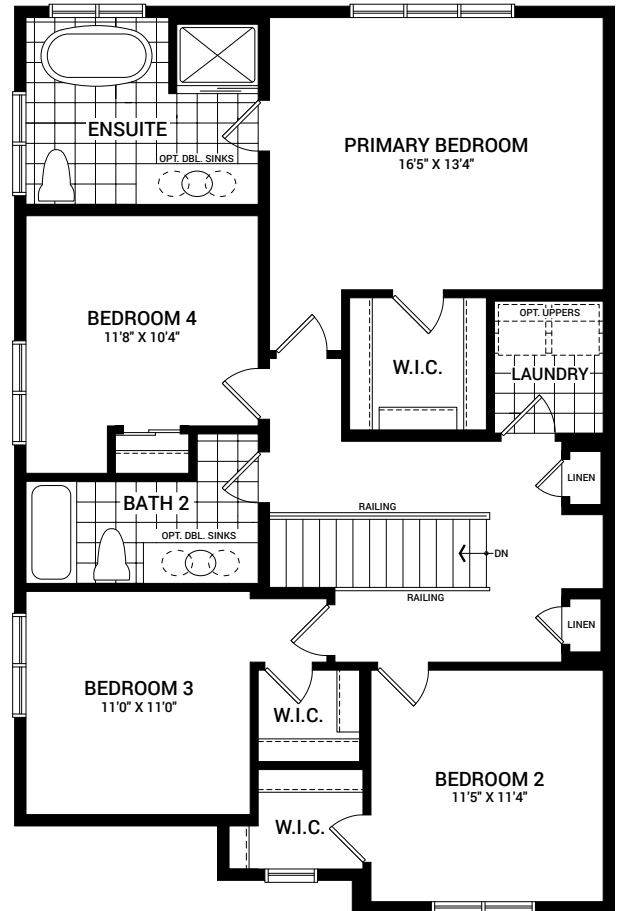 ENSUITE
OPT. DBL. SINKS
PRIMARY BEDROOM
16'5" X 13'4"
BEDROOM 4
11'8" X 10'4"
W.I.C.
OPT. UPPERS
LAUNDRY
LINEN
BATH 2
OPT. DBL. SINKS
RAILING
DN
RAILING
LINEN
BEDROOM 3
11'0" X 11'0"
W.I.C.
BEDROOM 2
11'5" X 11'4"
W.I.C.